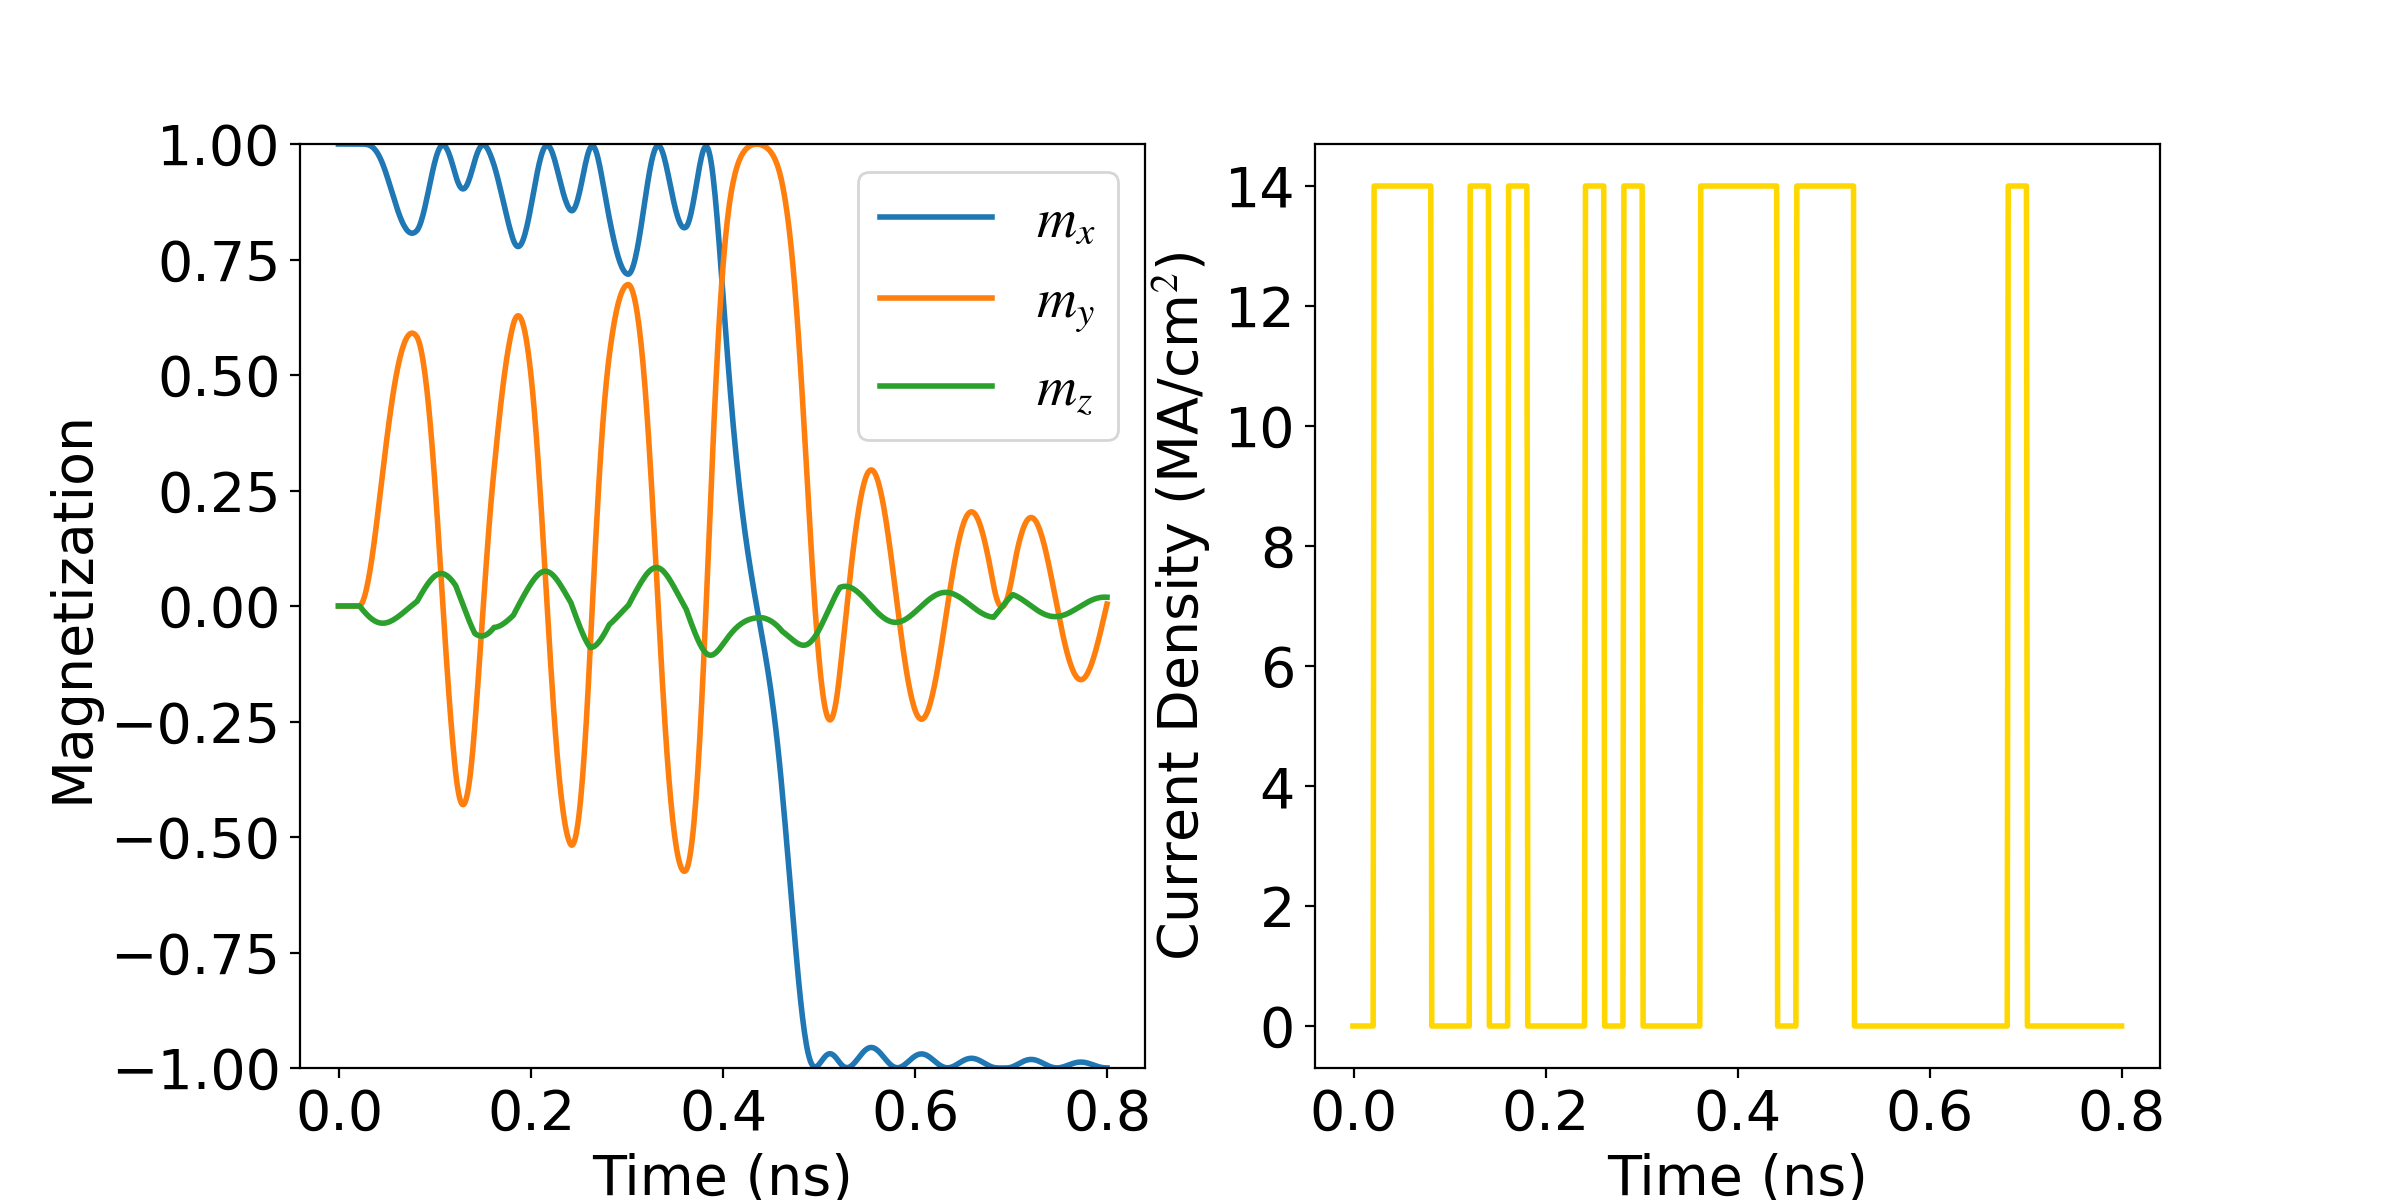 1.00
0.75
0.50
0.25
0.00
−0.25
−0.50
−0.75
−1.00
Magnetization
0.0 0.2 0.4 0.6 0.8
Time (ns)
m_x
m_y
m_z
14
12
10
8
6
4
2
0
Current Density (MA/cm²)
0.0 0.2 0.4 0.6 0.8
Time (ns)